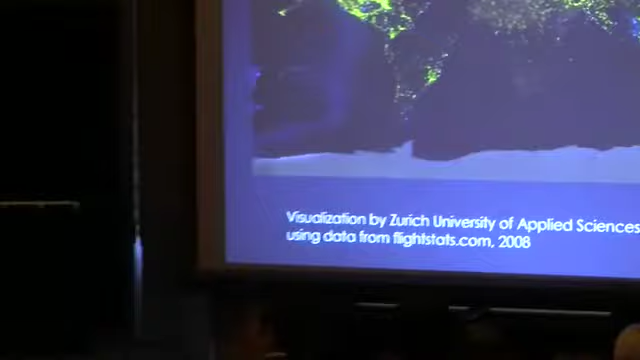 Visualization by Zurich University of Applied Sciences
using data from flightstats.com, 2008